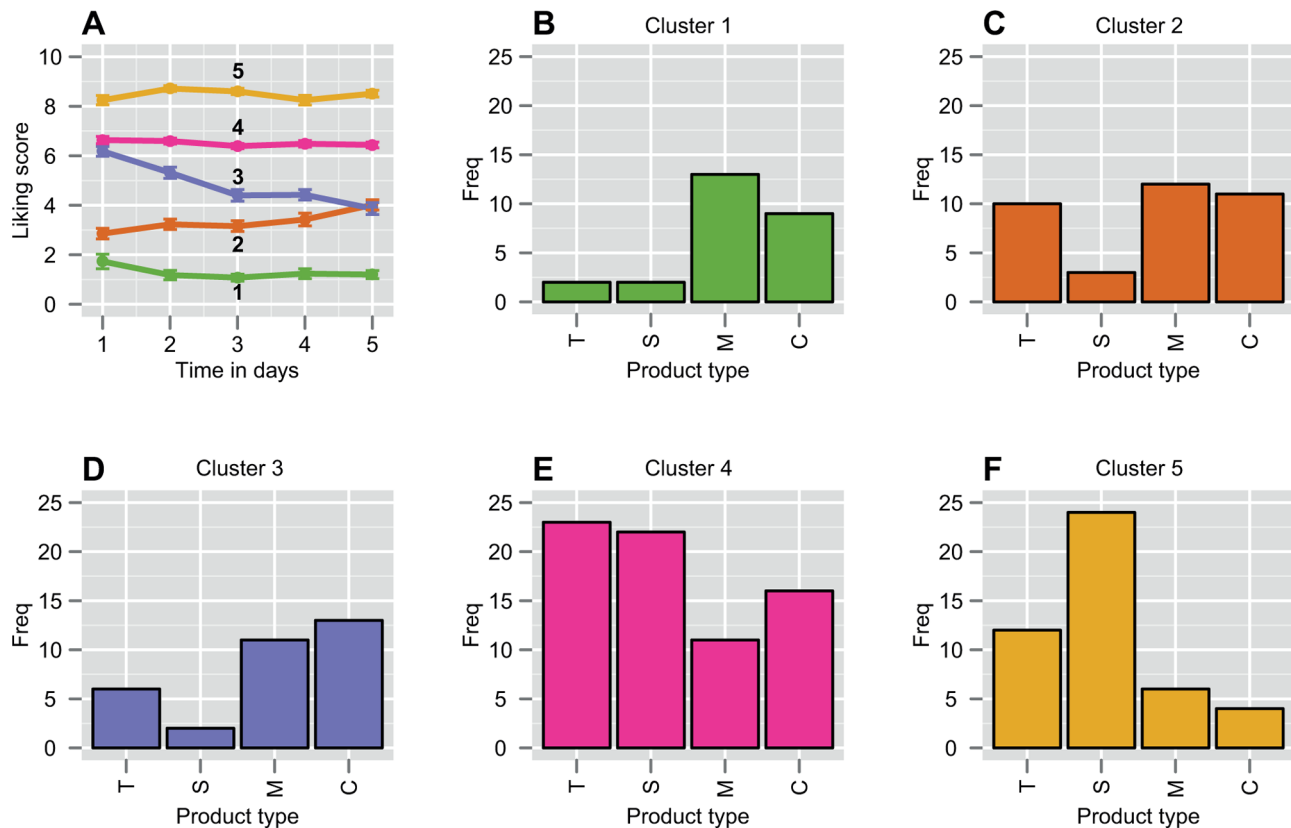 A
10
8
6
4
2
0
Liking score
5
4
3
2
1
1 2 3 4 5
Time in days
B
Cluster 1
25
20
15
10
5
0
Freq
T S M C
Product type
C
Cluster 2
25
20
15
10
5
0
Freq
T S M C
Product type
D
Cluster 3
25
20
15
10
5
0
Freq
T S M C
Product type
E
Cluster 4
25
20
15
10
5
0
Freq
T S M C
Product type
F
Cluster 5
25
20
15
10
5
0
Freq
T S M C
Product type